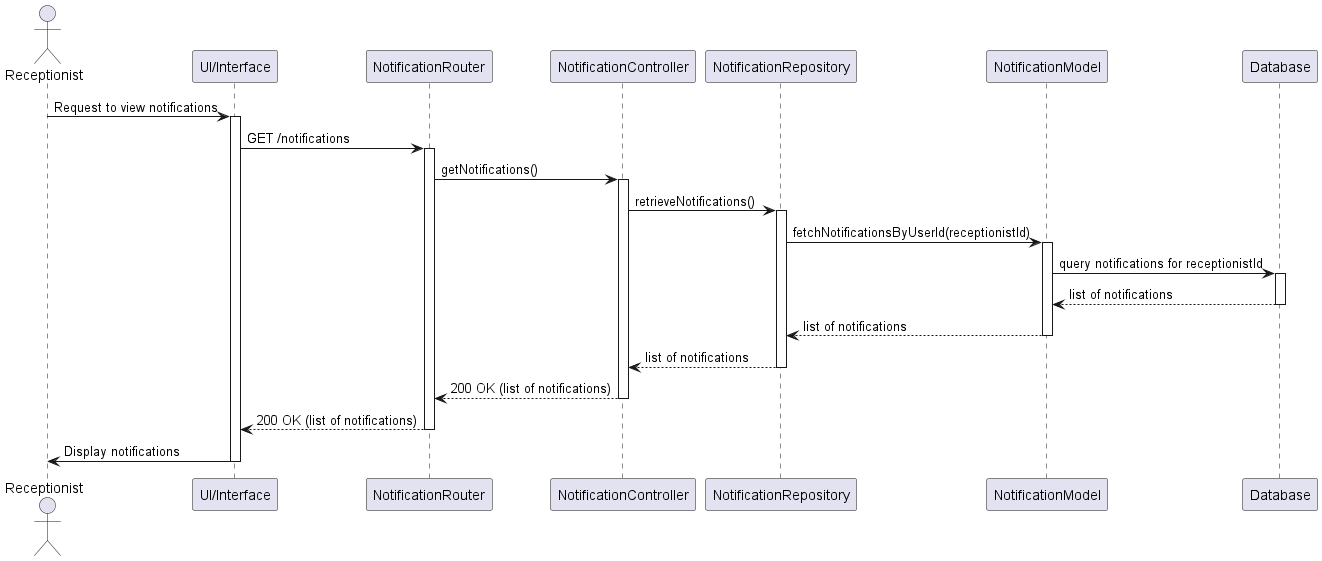 Receptionist
UI/Interface
NotificationRouter
NotificationController
NotificationRepository
NotificationModel
Database
Request to view notifications
GET /notifications
getNotifications()
retrieveNotifications()
fetchNotificationsByUserId(receptionistId)
query notifications for receptionistId
list of notifications
list of notifications
list of notifications
200 OK (list of notifications)
200 OK (list of notifications)
Display notifications
Receptionist
UI/Interface
NotificationRouter
NotificationController
NotificationRepository
NotificationModel
Database